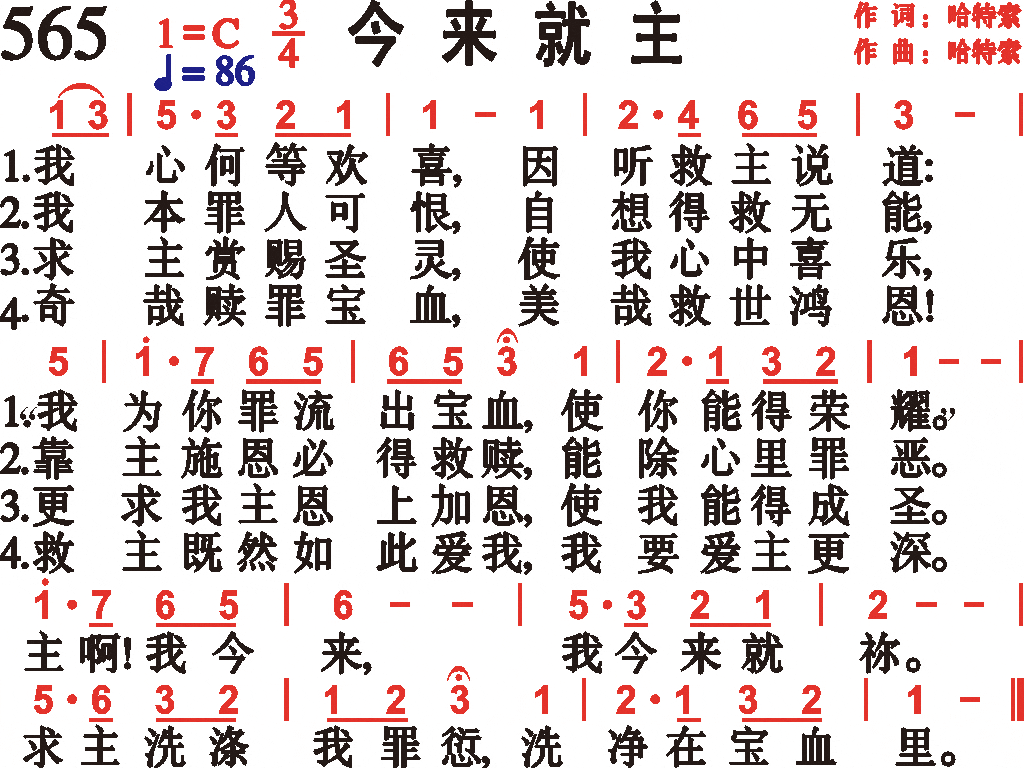 565 1=C 3/4 今来就主 作词：哈特索
♩=86 作曲：哈特索
1 3 | 5·3 2 1 | 1 - 1 | 2·4 6 5 | 3 - |
1.我 心何等欢喜,因听救主说道:
2.我 本罪人可恨,自想得救无能,
3.求 主赏赐圣灵,使我心中喜乐,
4.奇 哉赎罪宝血,美哉救世鸿恩!
5 | i·7 6 5 | 6 5 3 1 | 2·1 3 2 | 1 - - |
1.“我 为你罪流出宝血,使你能得荣耀。”
2.靠 主施恩必得救赎,能除心里罪恶。
3.更 求我主恩上加恩,使我能得成圣。
4.救 主既然如此爱我,我要爱主更深。
i·7 6 5 | 6 - - | 5·3 2 1 | 2 - - |
主啊!我今来, 我今来就祢。
5·6 3 2 | 1 2 3 1 | 2·1 3 2 | 1 - ‖
求主洗涤我罪愆,洗净在宝血里。